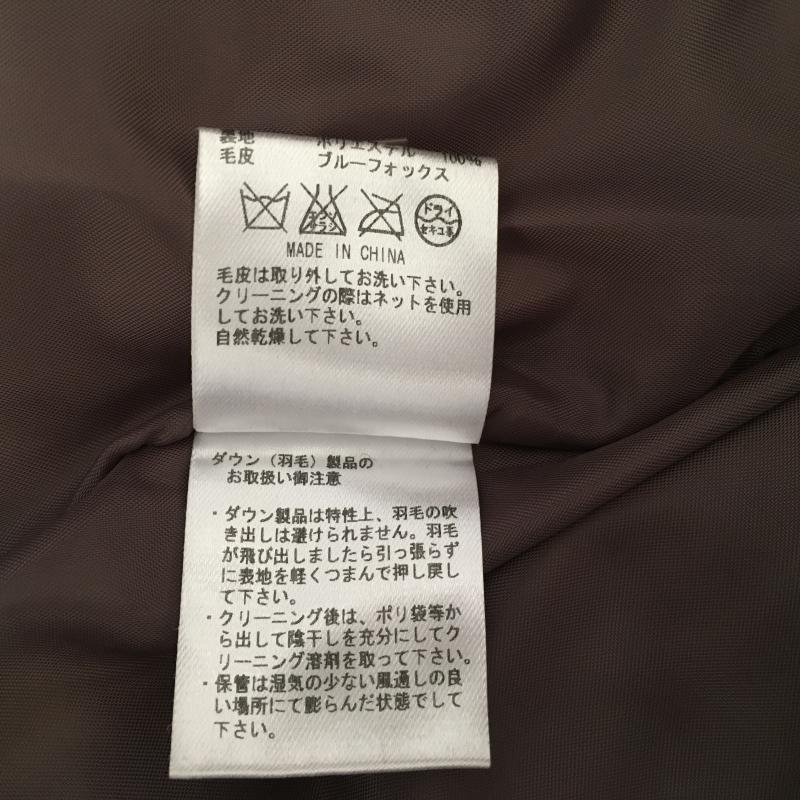 裏地 ポリエステル 100%
毛皮 ブルーフォックス
エンソ サラシ ドライ セキユ系
MADE IN CHINA
毛皮は取り外してお洗い下さい。
クリーニングの際はネットを使用
してお洗い下さい。
自然乾燥して下さい。
ダウン（羽毛）製品の
お取扱い御注意
・ダウン製品は特性上、羽毛の吹
き出しは避けられません。羽毛
が飛び出しましたら引っ張らず
に表地を軽くつまんで押し戻し
て下さい。
・クリーニング後は、ポリ袋等か
ら出して陰干しを充分にしてク
リーニング溶剤を取って下さい。
・保管は湿気の少ない風通しの良
い場所にて膨らんだ状態でして
下さい。